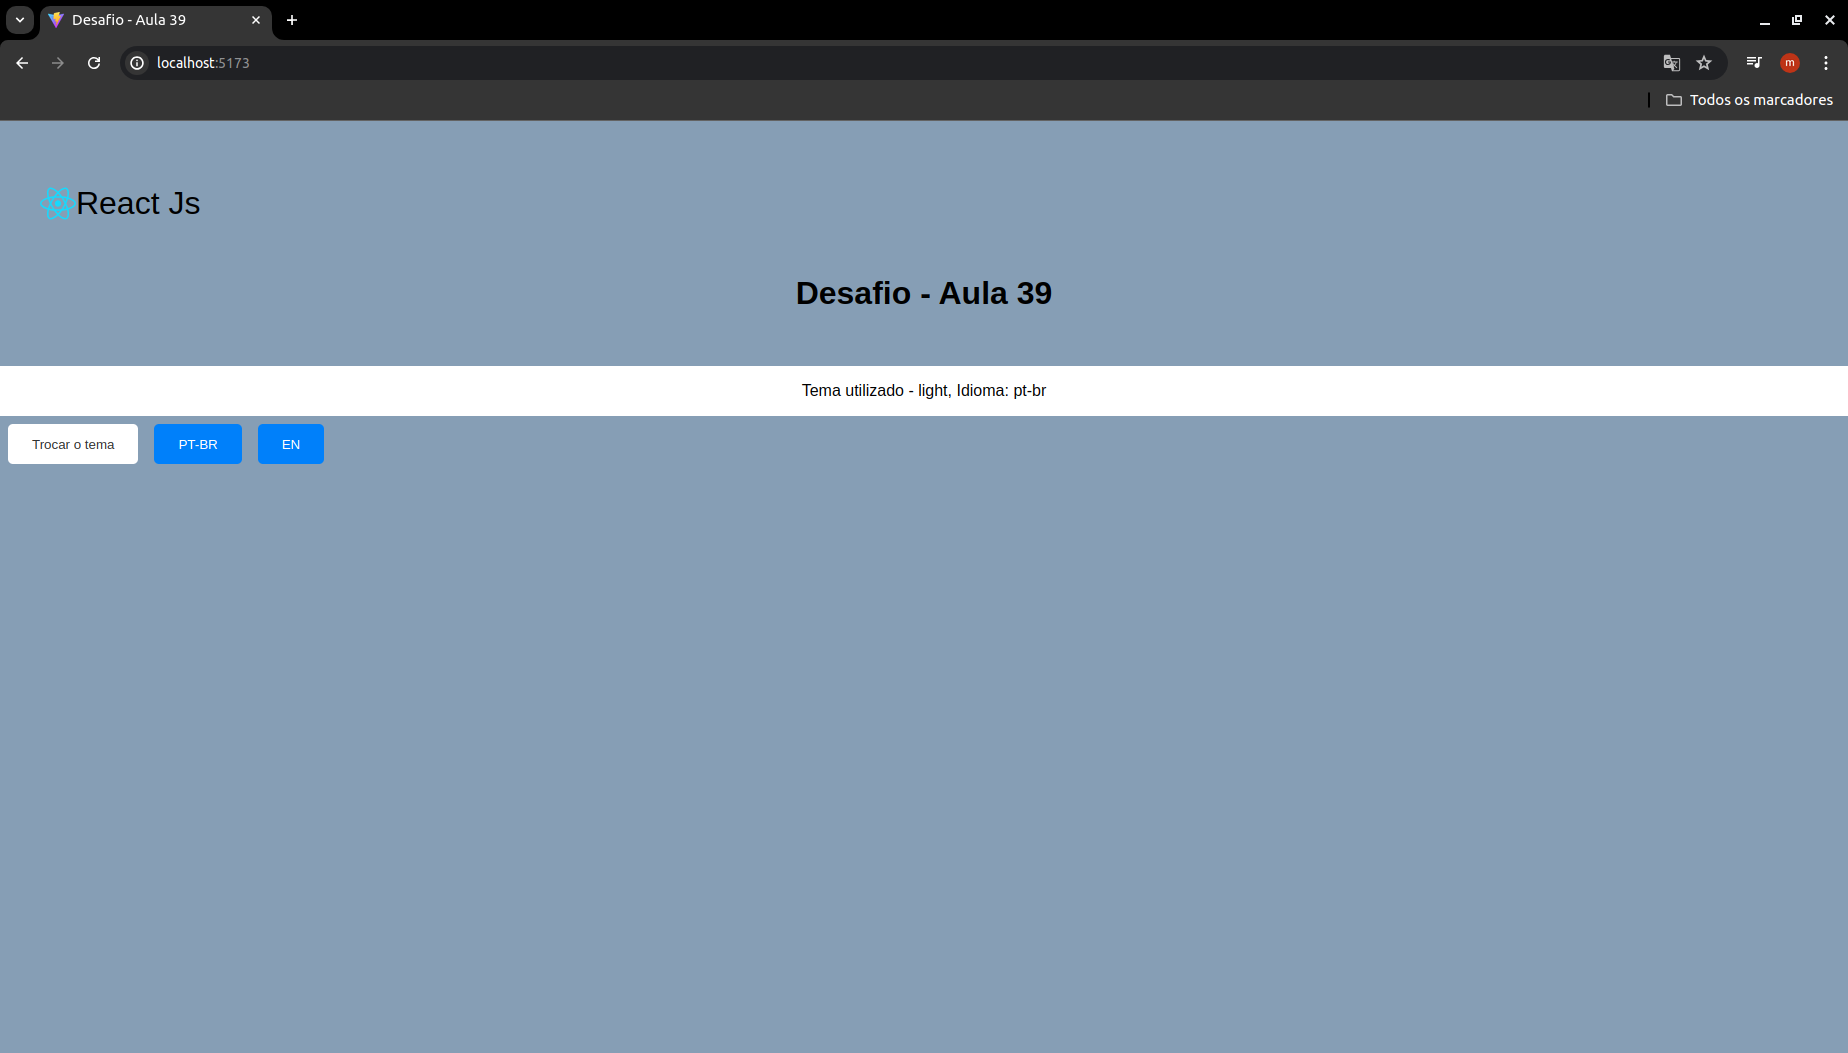 Desafio - Aula 39
localhost:5173
m
Todos os marcadores
React Js
Desafio - Aula 39
Tema utilizado - light, Idioma: pt-br
Trocar o tema
PT-BR
EN